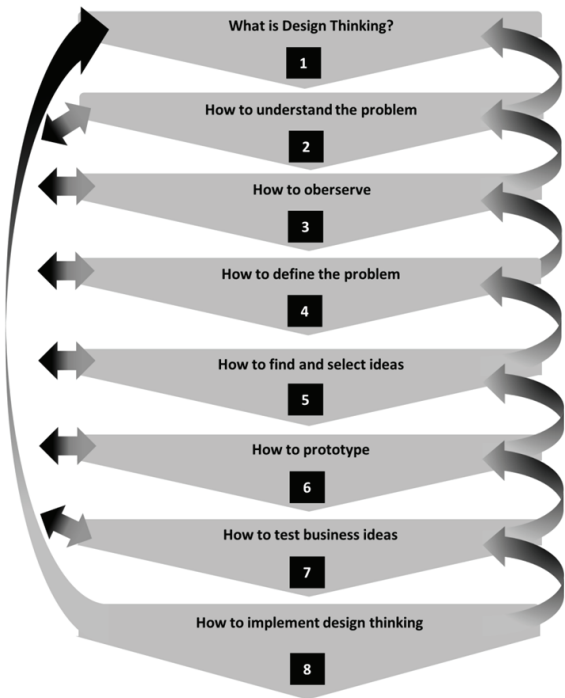 What is Design Thinking?
1
How to understand the problem
2
How to oberserve
3
How to define the problem
4
How to find and select ideas
5
How to prototype
6
How to test business ideas
7
How to implement design thinking
8